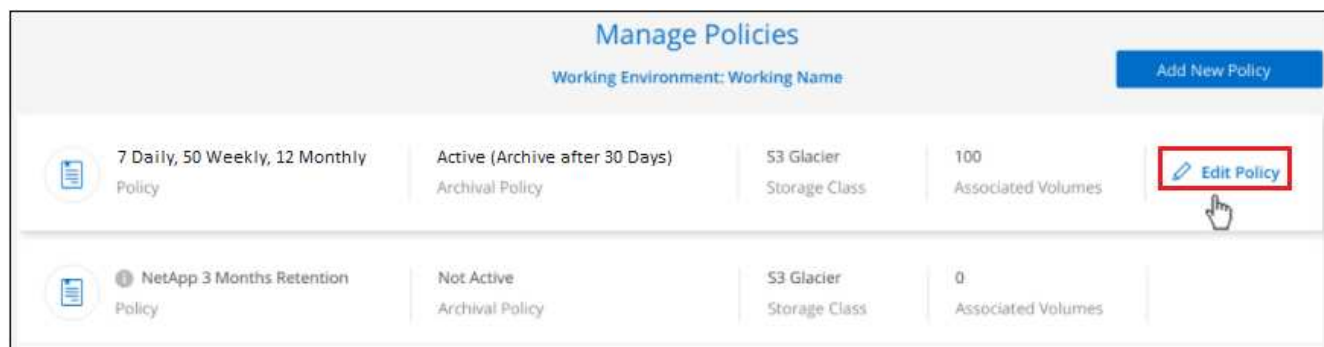 Manage Policies
Working Environment: Working Name
Add New Policy
7 Daily, 50 Weekly, 12 Monthly
Policy
Active (Archive after 30 Days)
Archival Policy
S3 Glacier
Storage Class
100
Associated Volumes
Edit Policy
NetApp 3 Months Retention
Policy
Not Active
Archival Policy
S3 Glacier
Storage Class
0
Associated Volumes